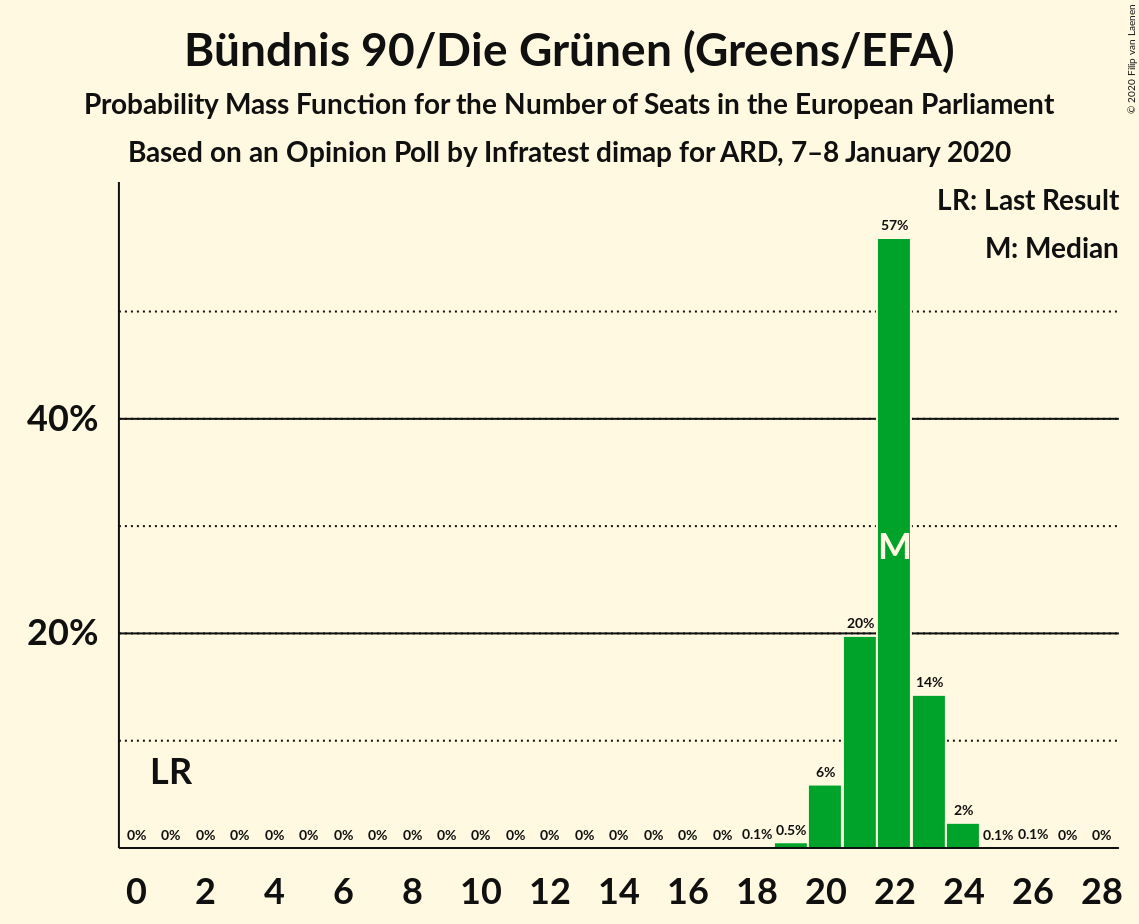 Bündnis 90/Die Grünen (Greens/EFA)
Probability Mass Function for the Number of Seats in the European Parliament
Based on an Opinion Poll by Infratest dimap for ARD, 7–8 January 2020
© 2020 Filip van Laenen
LR: Last Result
M: Median
57%
40%
M
20%
20%
14%
LR
6%
2%
0% 0% 0% 0% 0% 0% 0% 0% 0% 0% 0% 0% 0% 0% 0% 0% 0% 0% 0.1% 0.5% 0.1% 0.1% 0% 0%
0 2 4 6 8 10 12 14 16 18 20 22 24 26 28